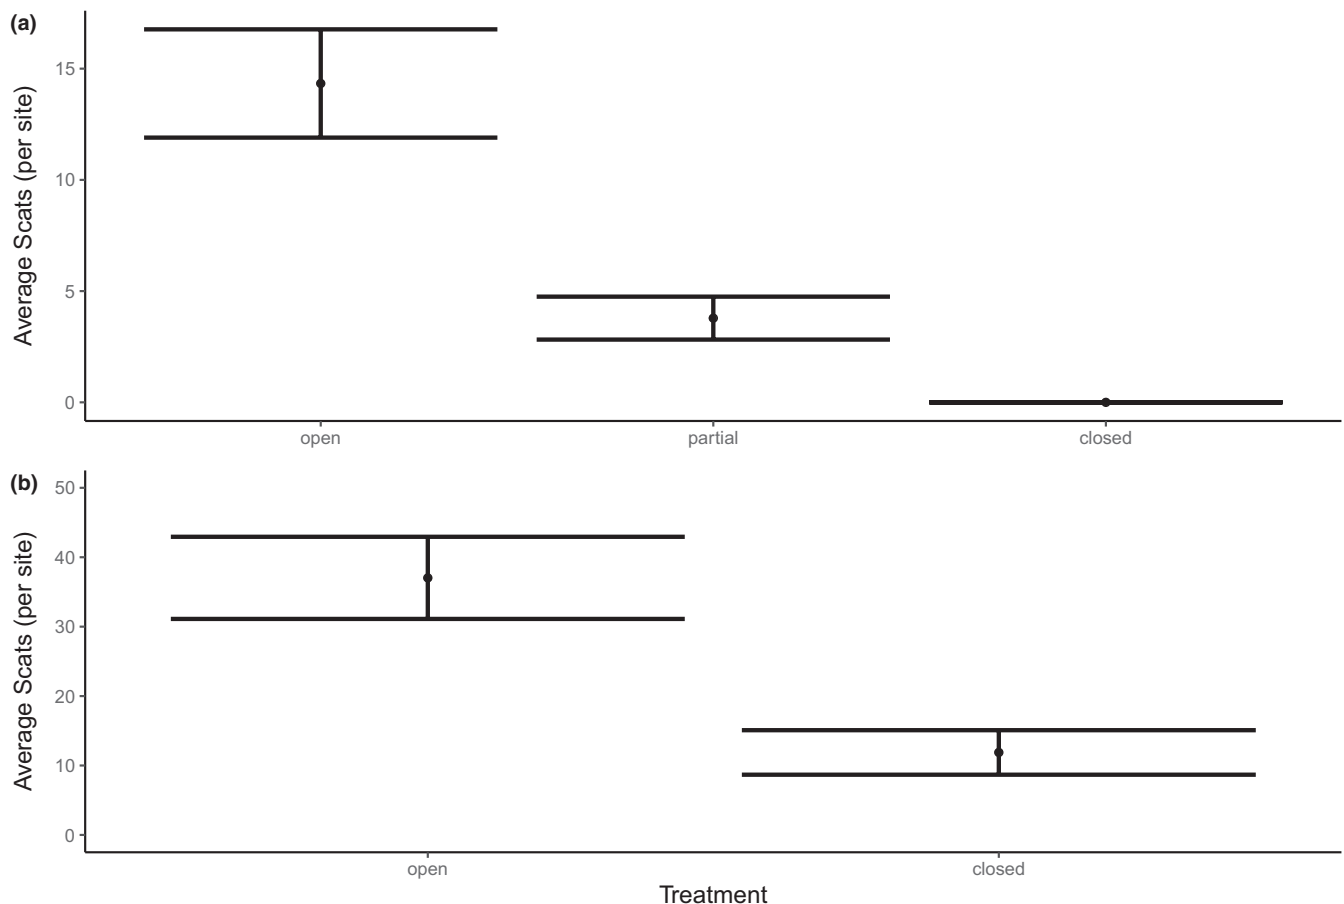 (a)
Average Scats (per site)
15
10
5
0
open partial closed
(b)
Average Scats (per site)
50
40
30
20
10
0
open closed
Treatment